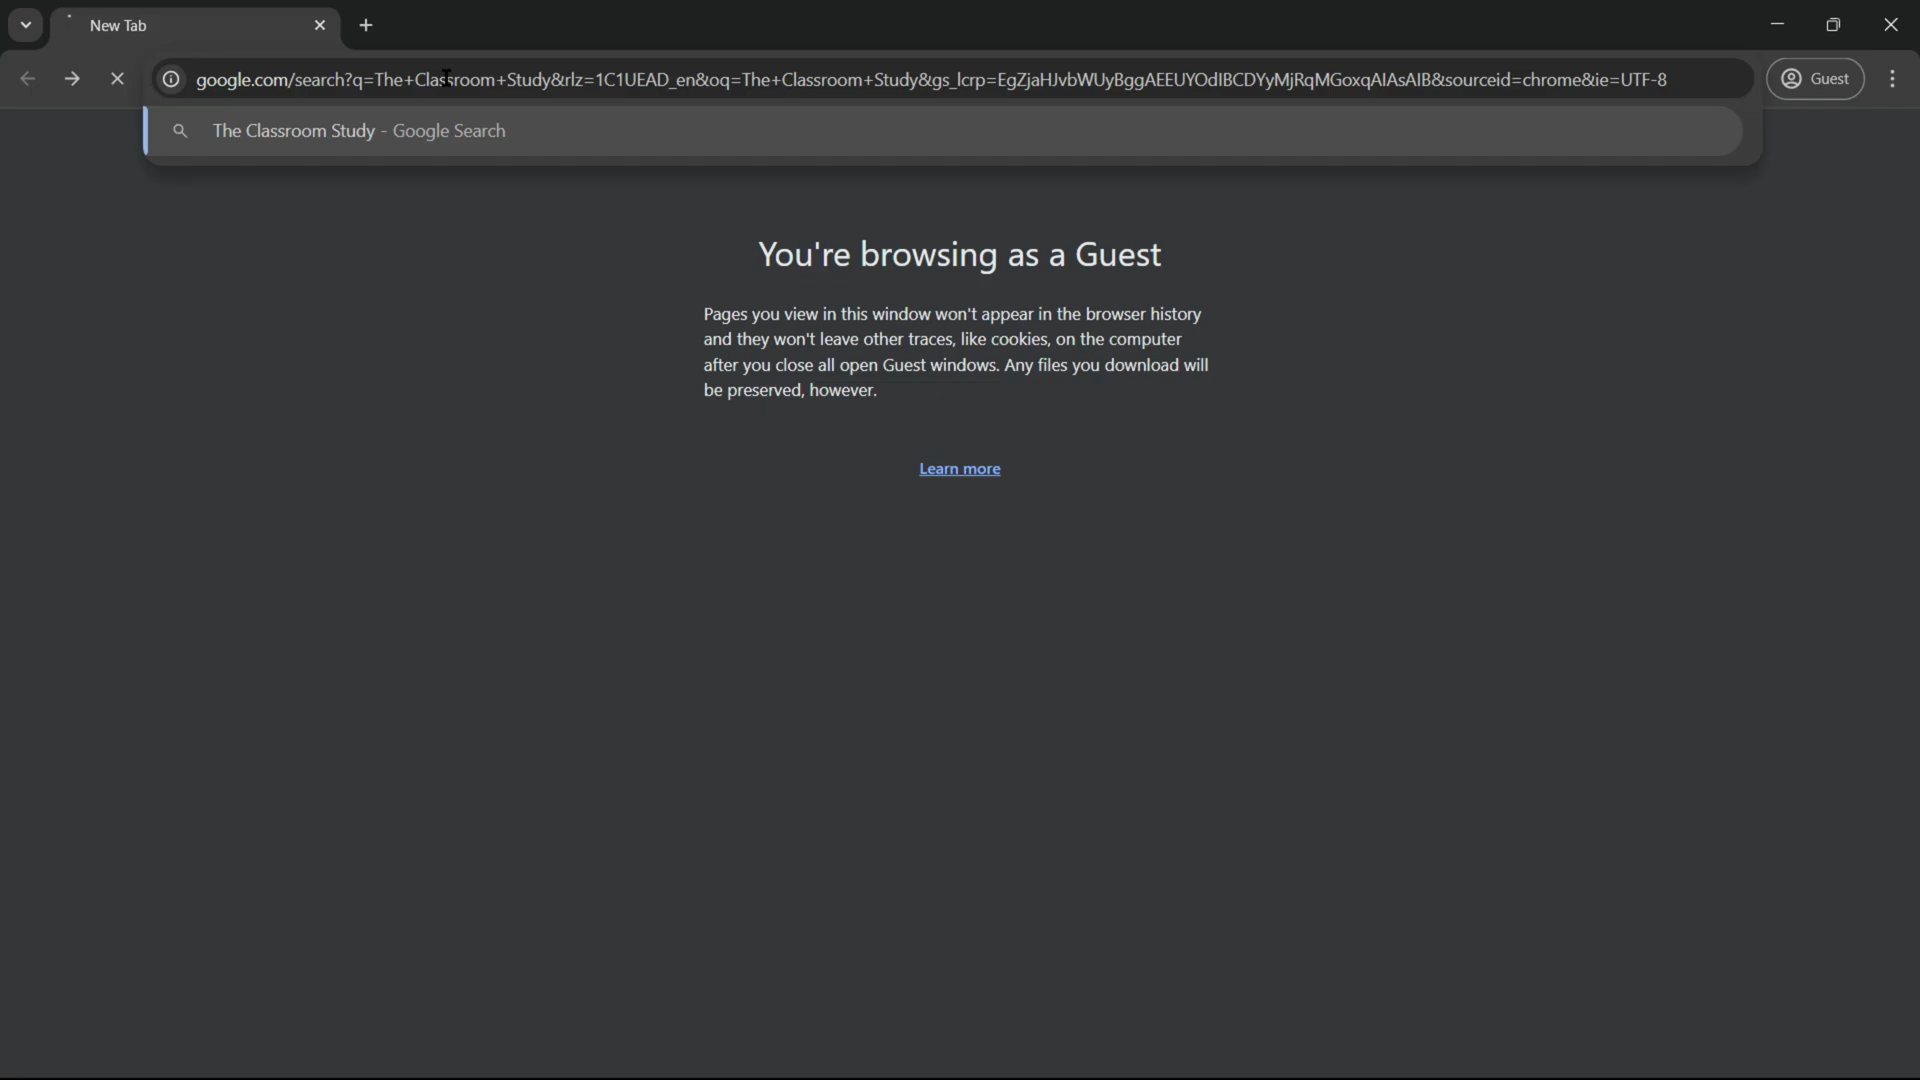 New Tab
google.com/search?q=The+Classroom+Study&rlz=1C1UEAD_en&oq=The+Classroom+Study&gs_lcrp=EgZjaHJvbWUyBggAEEUYOdIBCDYyMjRqMGoxqAIAsAIB&sourceid=chrome&ie=UTF-8
Guest
The Classroom Study - Google Search
You're browsing as a Guest
Pages you view in this window won't appear in the browser history
and they won't leave other traces, like cookies, on the computer
after you close all open Guest windows. Any files you download will
be preserved, however.
Learn more